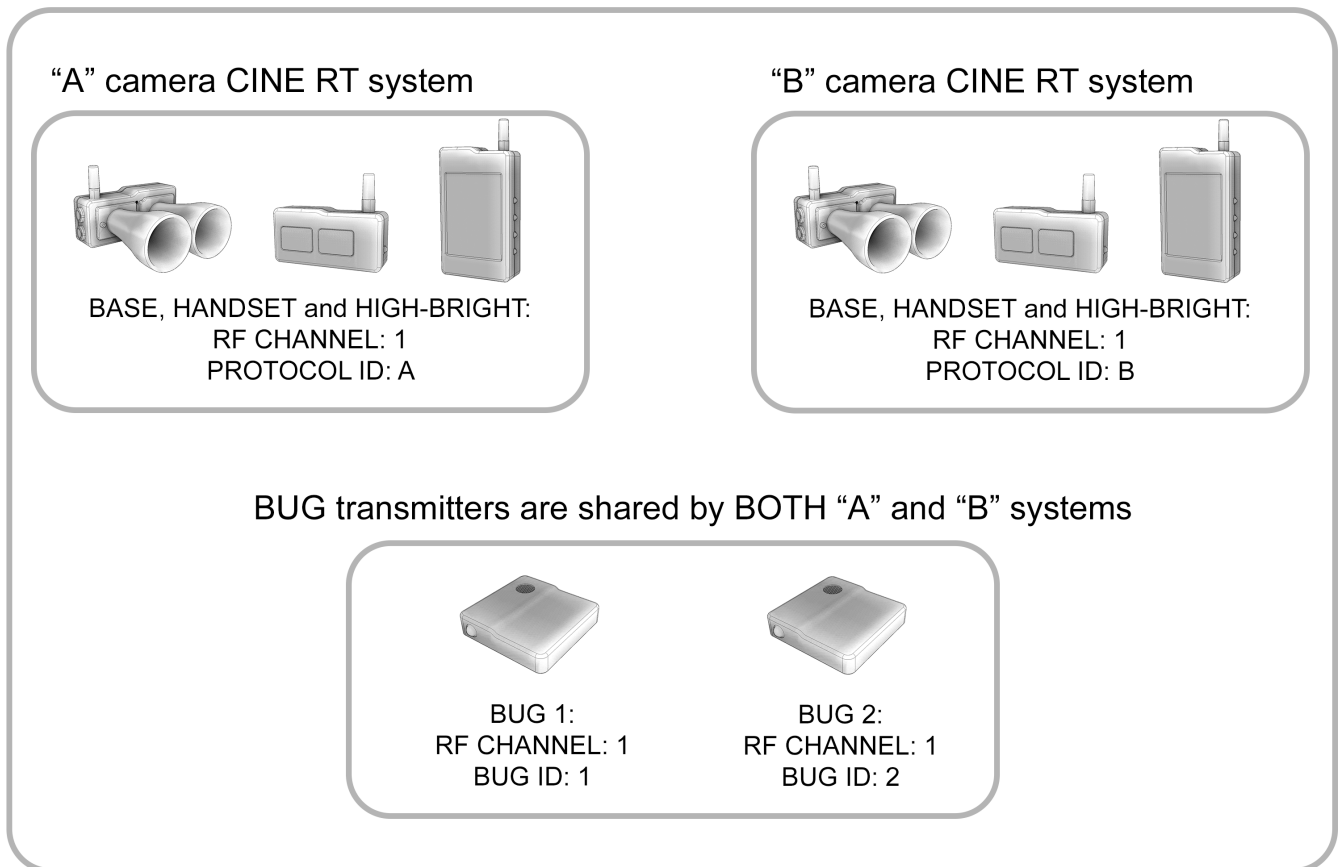 “A” camera CINE RT system
BASE, HANDSET and HIGH-BRIGHT:
RF CHANNEL: 1
PROTOCOL ID: A
“B” camera CINE RT system
BASE, HANDSET and HIGH-BRIGHT:
RF CHANNEL: 1
PROTOCOL ID: B
BUG transmitters are shared by BOTH “A” and “B” systems
BUG 1:
RF CHANNEL: 1
BUG ID: 1
BUG 2:
RF CHANNEL: 1
BUG ID: 2